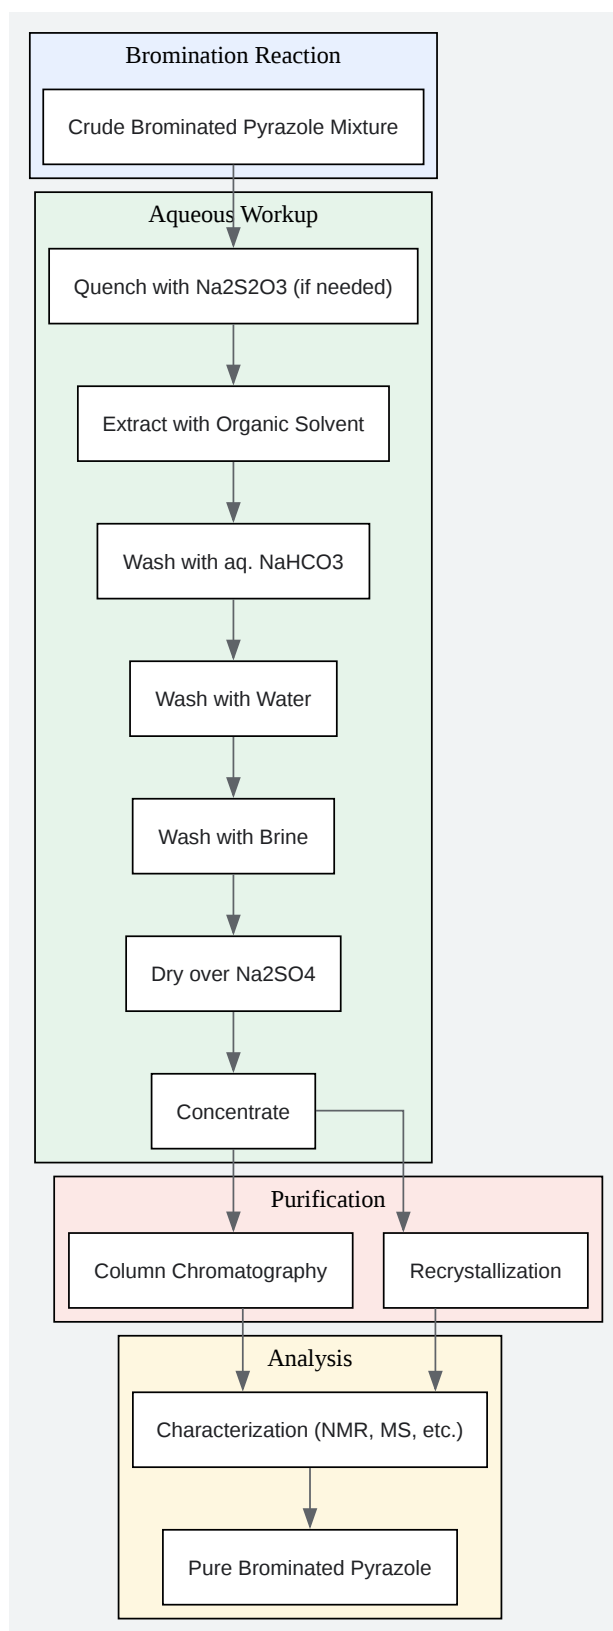 Bromination Reaction
Crude Brominated Pyrazole Mixture
Aqueous Workup
Quench with Na2S2O3 (if needed)
Extract with Organic Solvent
Wash with aq. NaHCO3
Wash with Water
Wash with Brine
Dry over Na2SO4
Concentrate
Purification
Column Chromatography
Recrystallization
Analysis
Characterization (NMR, MS, etc.)
Pure Brominated Pyrazole